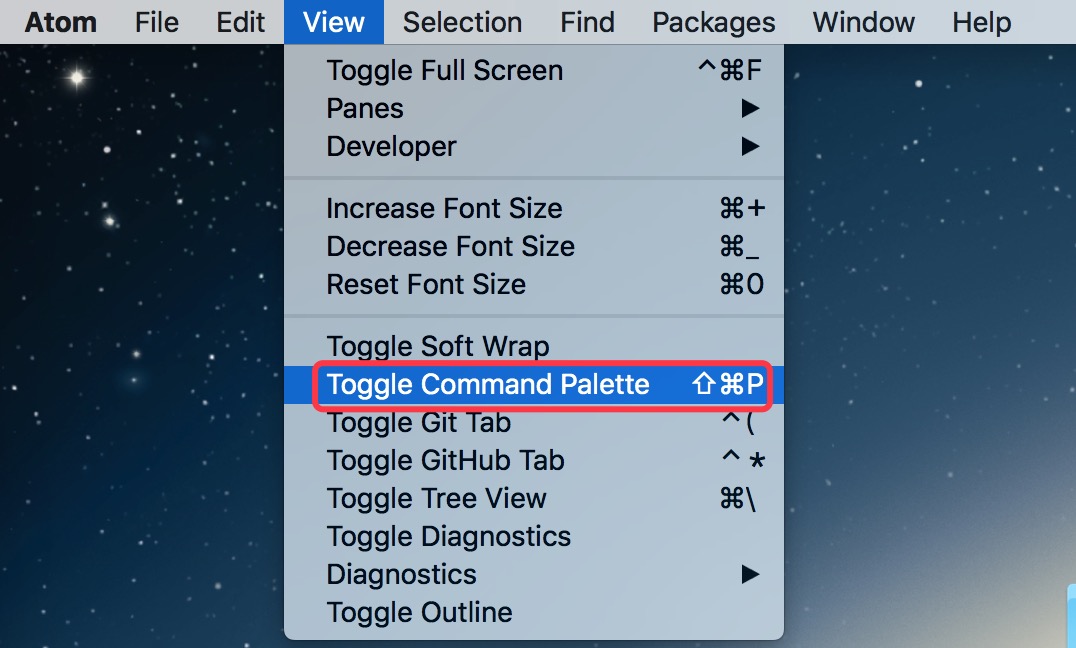 Atom File Edit View Selection Find Packages Window Help
Toggle Full Screen ^⌘F
Panes ▶
Developer ▶
Increase Font Size ⌘+
Decrease Font Size ⌘_
Reset Font Size ⌘0
Toggle Soft Wrap
Toggle Command Palette ⇧⌘P
Toggle Git Tab ^(
Toggle GitHub Tab ^*
Toggle Tree View ⌘\
Toggle Diagnostics
Diagnostics ▶
Toggle Outline